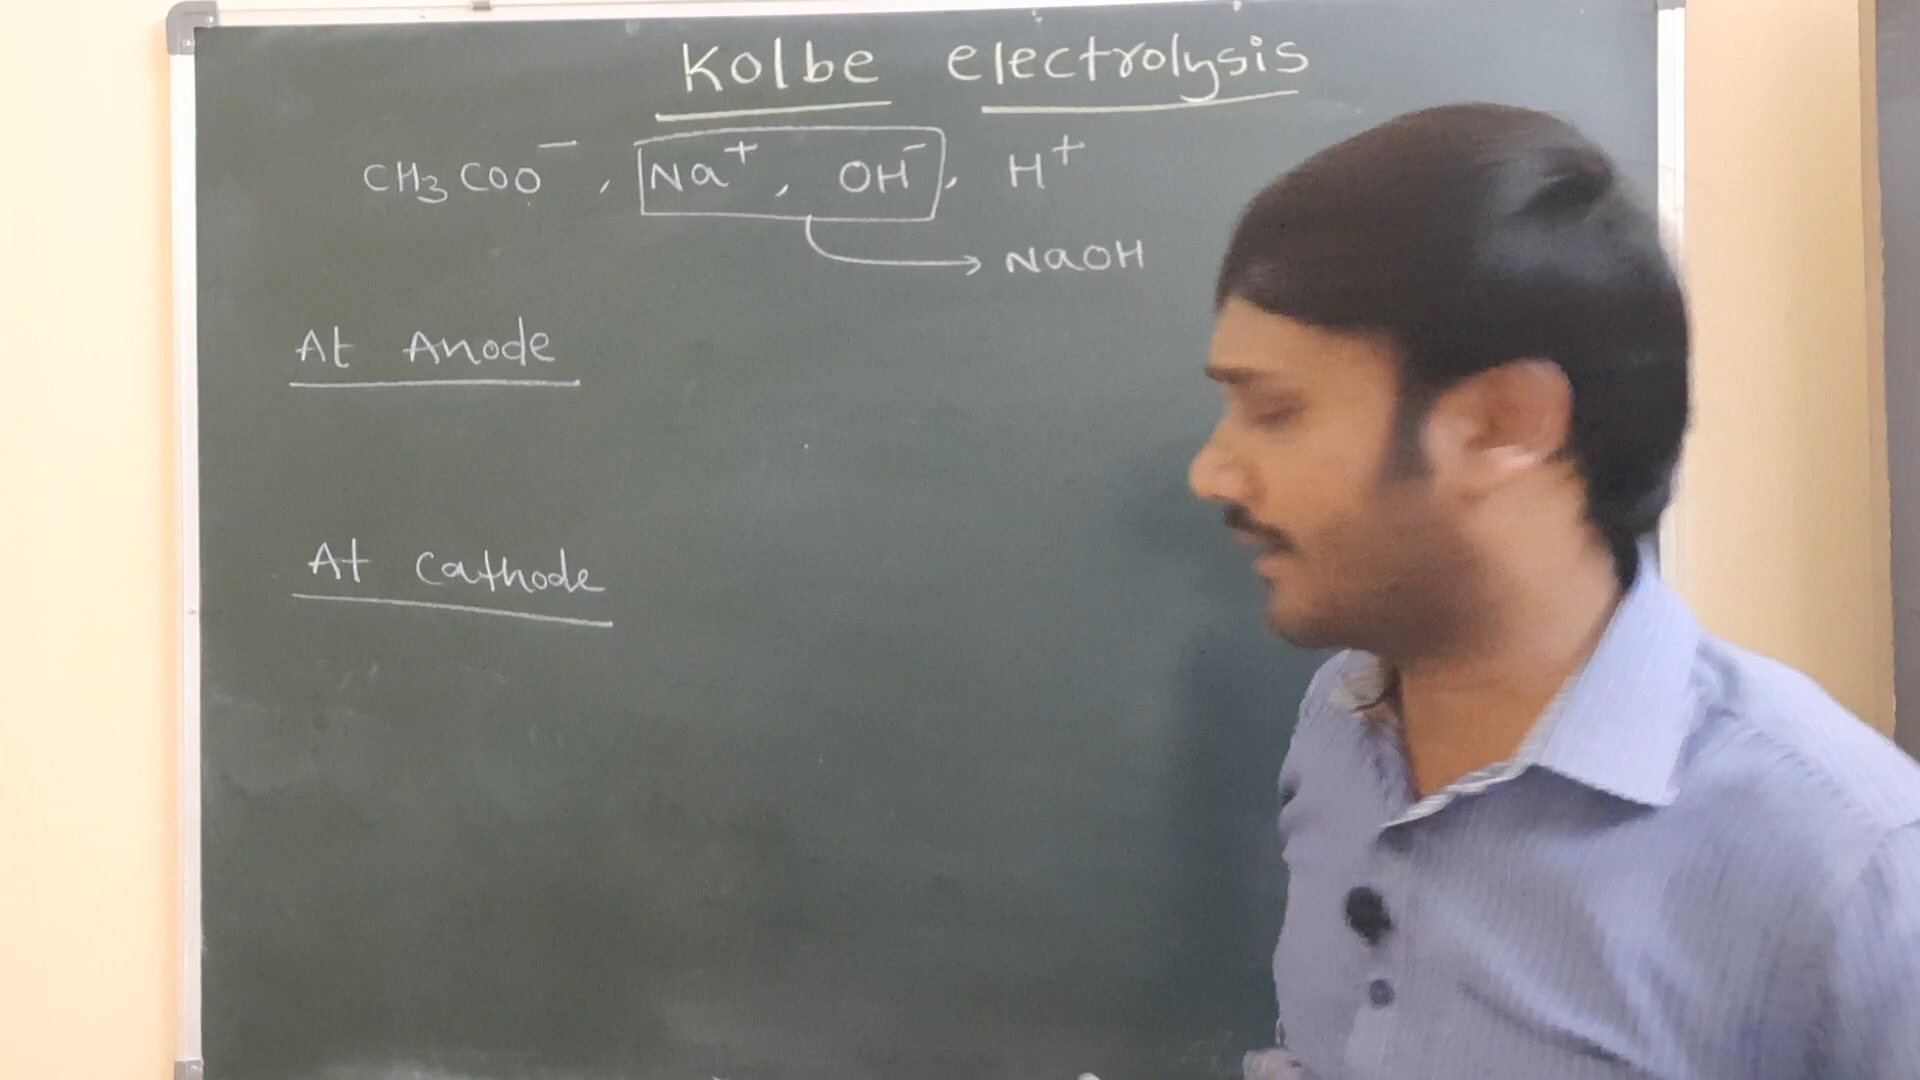 Kolbe electrolysis
CH₃COO⁻, Na⁺, OH⁻, H⁺
→ NaOH
At Anode
At Cathode